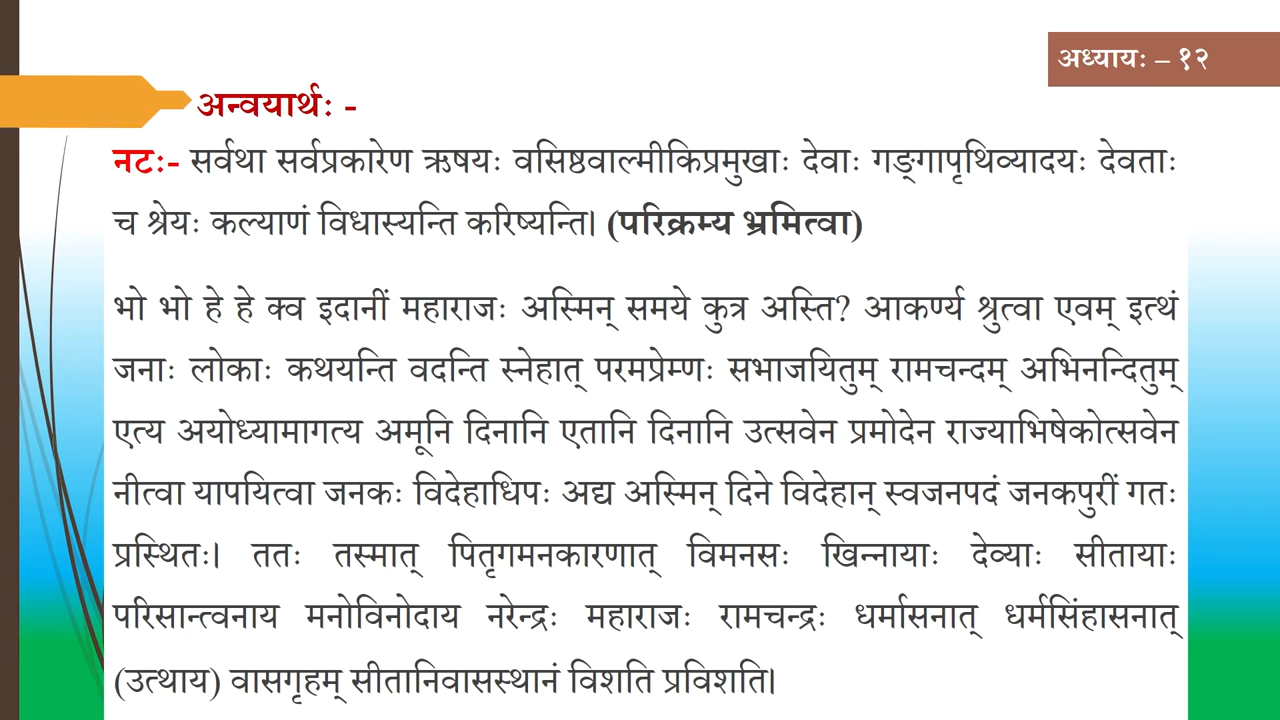 अध्यायः – १२
अन्वयार्थः -
नटः- सर्वथा सर्वप्रकारेण ऋषयः वसिष्ठवाल्मीकिप्रमुखाः देवाः गङ्गापृथिव्यादयः देवताः
च श्रेयः कल्याणं विधास्यन्ति करिष्यन्ति। (परिक्रम्य भ्रमित्वा)
भो भो हे हे क्व इदानीं महाराजः अस्मिन् समये कुत्र अस्ति? आकर्ण्य श्रुत्वा एवम् इत्थं
जनाः लोकाः कथयन्ति वदन्ति स्नेहात् परमप्रेम्णः सभाजयितुम् रामचन्दम् अभिनन्दितुम्
एत्य अयोध्यामागत्य अमूनि दिनानि एतानि दिनानि उत्सवेन प्रमोदेन राज्याभिषेकोत्सवेन
नीत्वा यापयित्वा जनकः विदेहाधिपः अद्य अस्मिन् दिने विदेहान् स्वजनपदं जनकपुरीं गतः
प्रस्थितः। ततः तस्मात् पितृगमनकारणात् विमनसः खिन्नायाः देव्याः सीतायाः
परिसान्त्वनाय मनोविनोदाय नरेन्द्रः महाराजः रामचन्द्रः धर्मासनात् धर्मसिंहासनात्
(उत्थाय) वासगृहम् सीतानिवासस्थानं विशति प्रविशति।